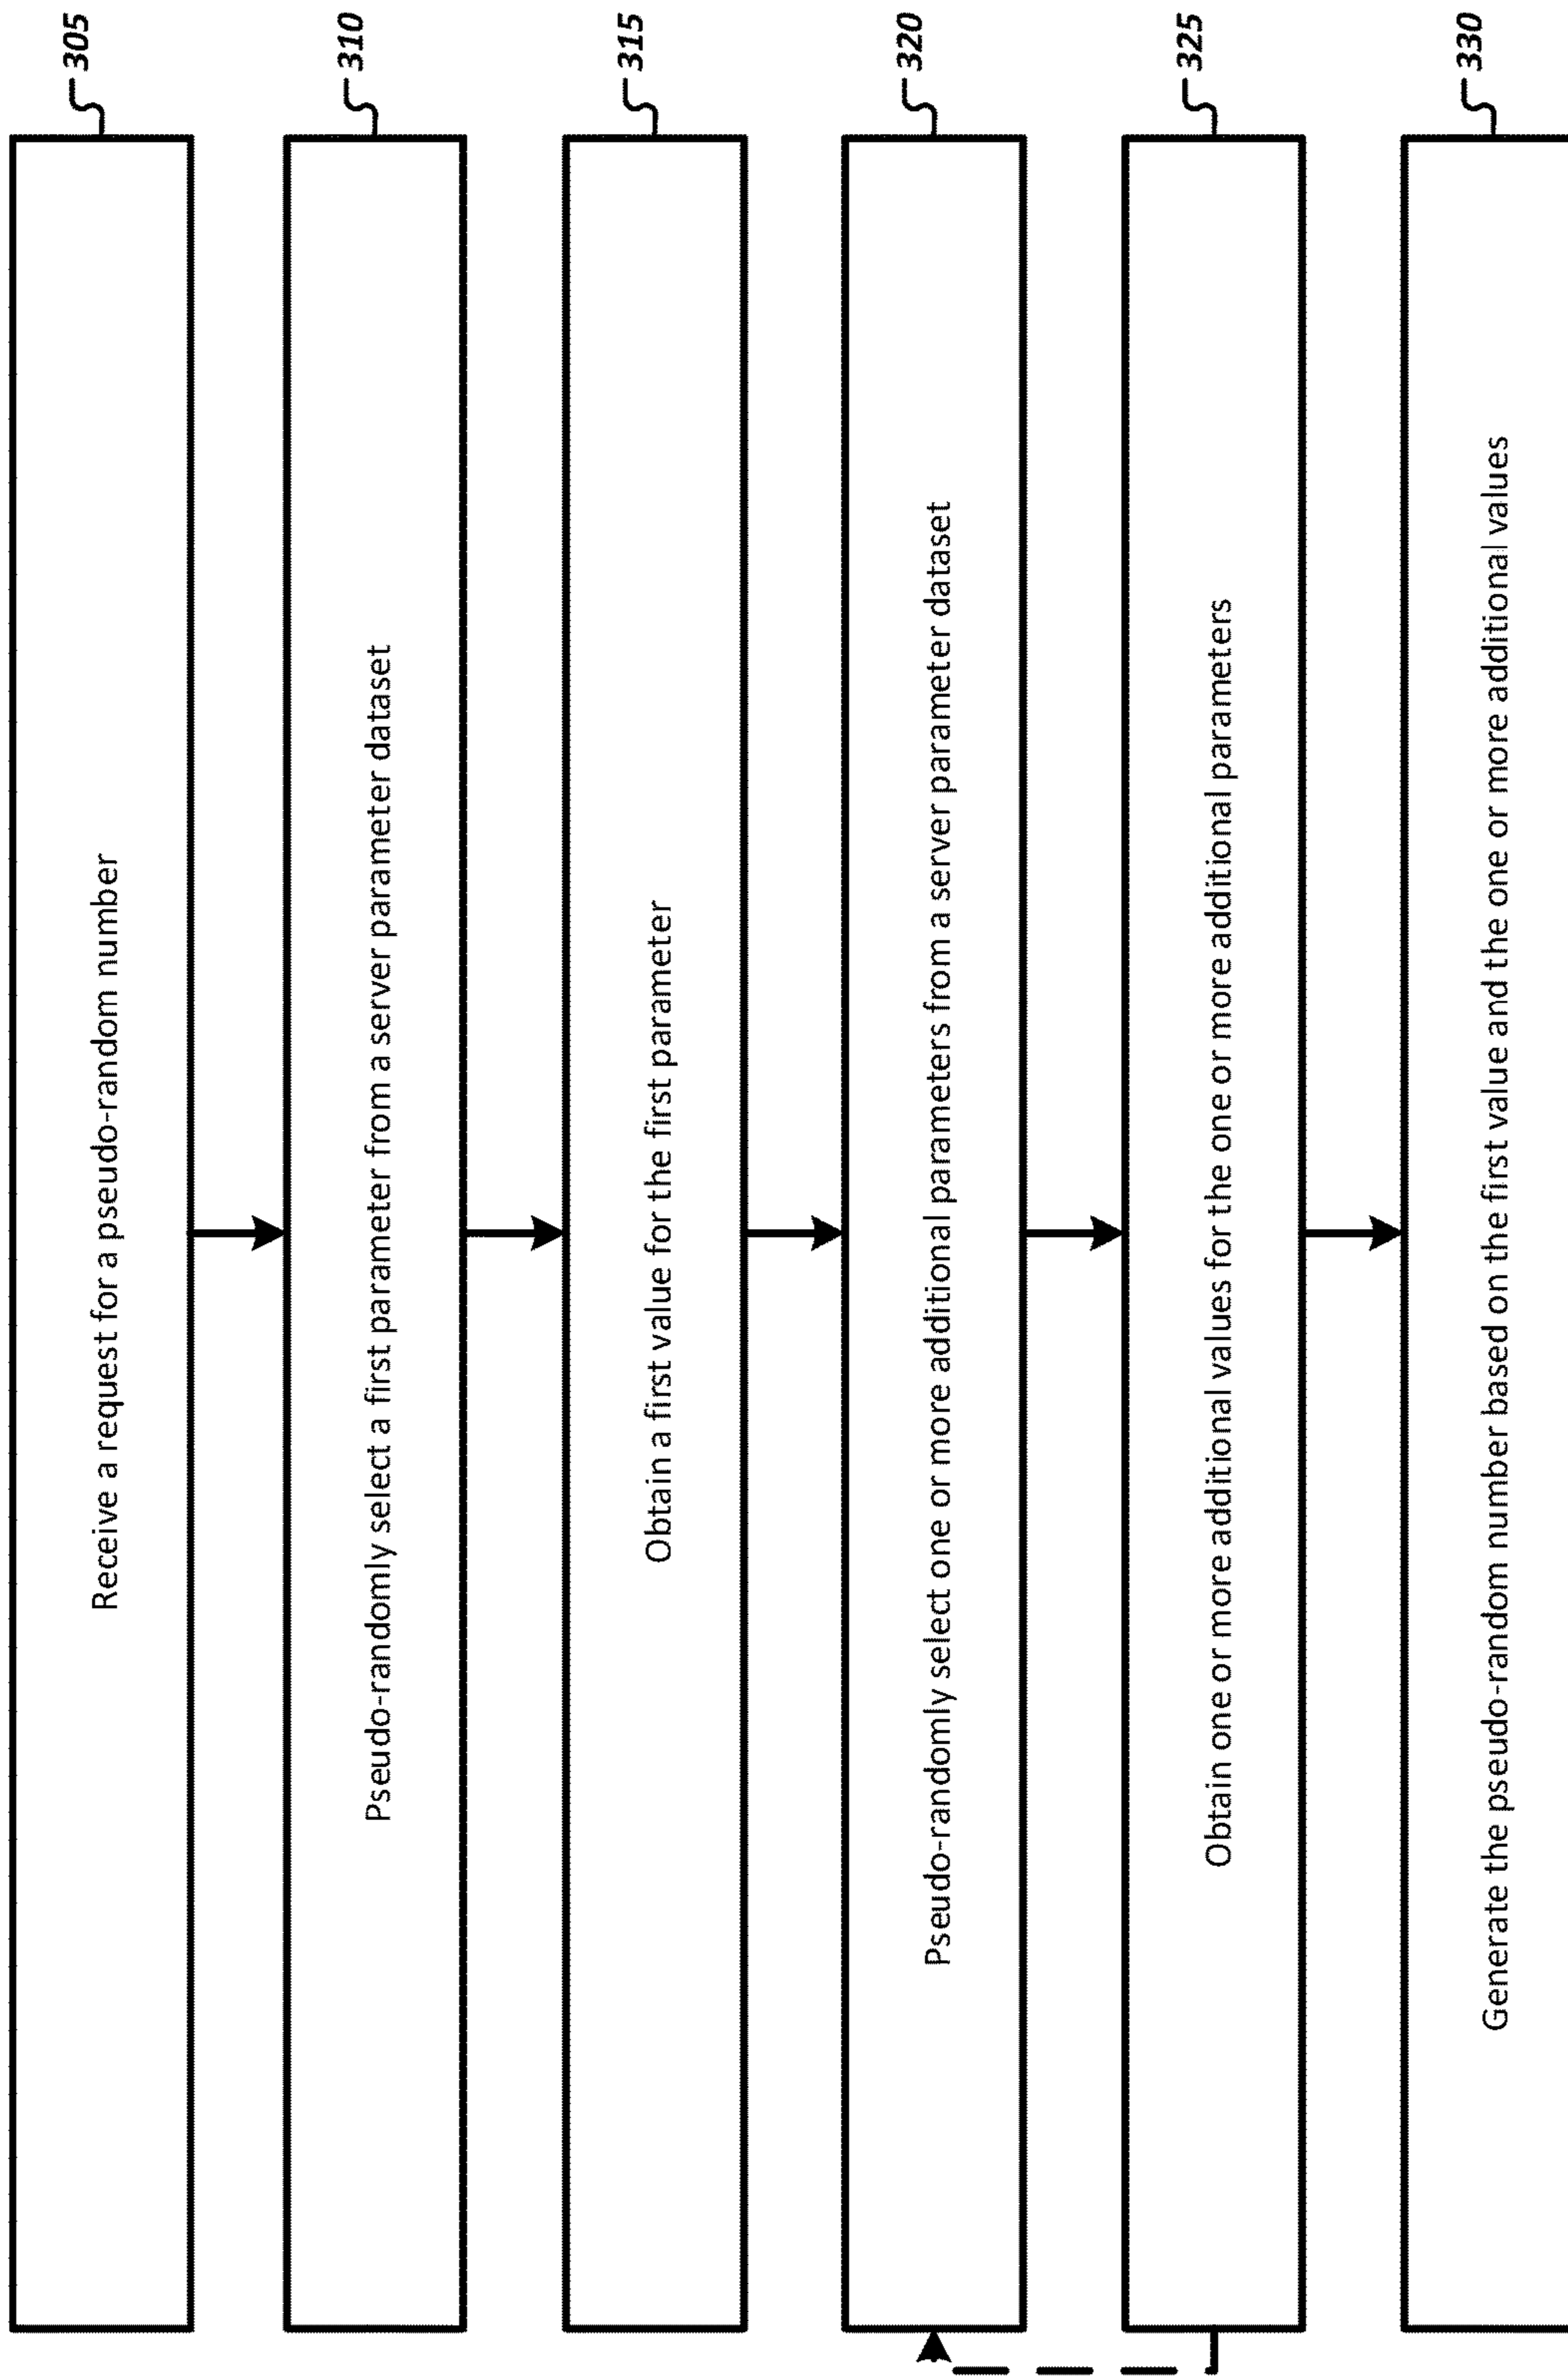 Receive a request for a pseudo-random number
305
Pseudo-randomly select a first parameter from a server parameter dataset
310
Obtain a first value for the first parameter
315
Pseudo-randomly select one or more additional parameters from a server parameter dataset
320
Obtain one or more additional values for the one or more additional parameters
325
Generate the pseudo-random number based on the first value and the one or more additional values
330